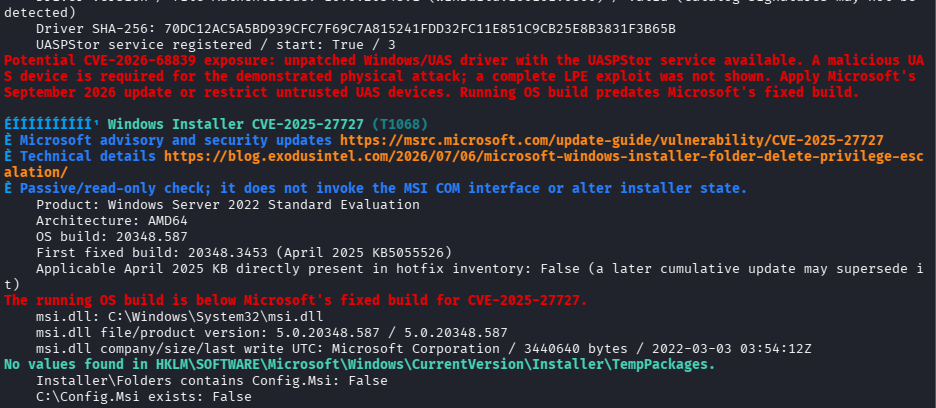 detected)
Driver SHA-256: 70DC12AC5A5BD939CFC7F69C7A815241FDD32FC11E851C9CB25E8B3831F3B65B
UASPStor service registered / start: True / 3
Potential CVE-2026-68839 exposure: unpatched Windows/UAS driver with the UASPStor service available. A malicious UA
S device is required for the demonstrated physical attack; a complete LPE exploit was not shown. Apply Microsoft's
September 2026 update or restrict untrusted UAS devices. Running OS build predates Microsoft's fixed build.
ÉÍÍÍÍÍÍÍÍÍÍ¹ Windows Installer CVE-2025-27727 (T1068)
È Microsoft advisory and security updates https://msrc.microsoft.com/update-guide/vulnerability/CVE-2025-27727
È Technical details https://blog.exodusintel.com/2026/07/06/microsoft-windows-installer-folder-delete-privilege-esc
alation/
È Passive/read-only check; it does not invoke the MSI COM interface or alter installer state.
Product: Windows Server 2022 Standard Evaluation
Architecture: AMD64
OS build: 20348.587
First fixed build: 20348.3453 (April 2025 KB5055526)
Applicable April 2025 KB directly present in hotfix inventory: False (a later cumulative update may supersede i
t)
The running OS build is below Microsoft's fixed build for CVE-2025-27727.
msi.dll: C:\Windows\System32\msi.dll
msi.dll file/product version: 5.0.20348.587 / 5.0.20348.587
msi.dll company/size/last write UTC: Microsoft Corporation / 3440640 bytes / 2022-03-03 03:54:12Z
No values found in HKLM\SOFTWARE\Microsoft\Windows\CurrentVersion\Installer\TempPackages.
Installer\Folders contains Config.Msi: False
C:\Config.Msi exists: False